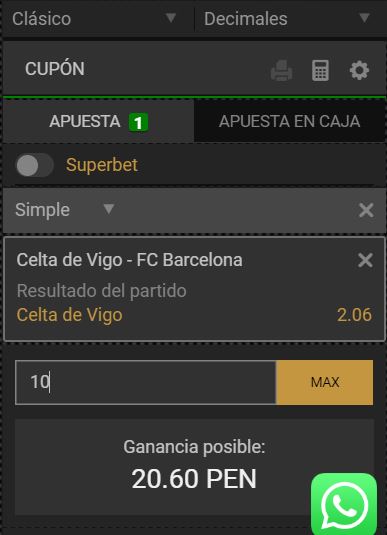 Clásico Decimales
CUPÓN
APUESTA 1 APUESTA EN CAJA
Superbet
Simple
Celta de Vigo - FC Barcelona
Resultado del partido
Celta de Vigo 2.06
10 MAX
Ganancia posible:
20.60 PEN